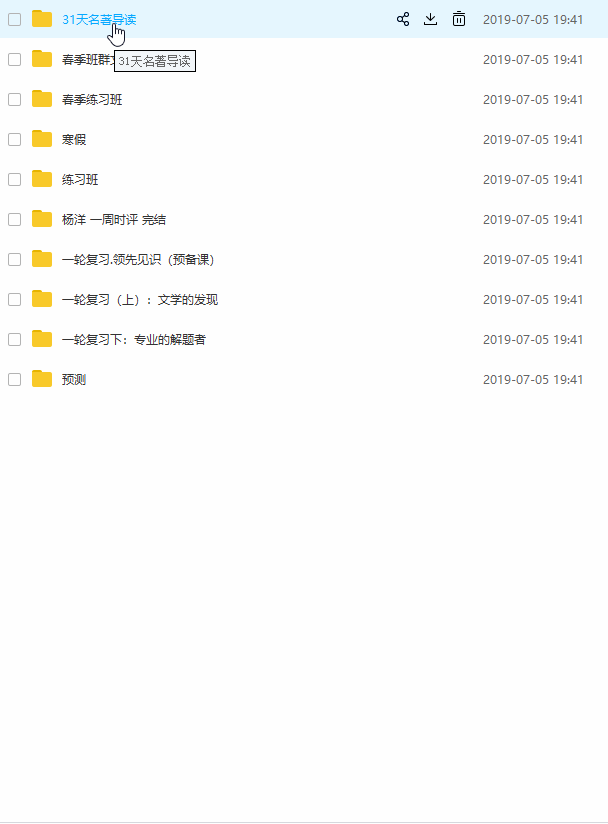 31天名著导读 2019-07-05 19:41
春季班群 2019-07-05 19:41
31天名著导读
春季练习班 2019-07-05 19:41
寒假 2019-07-05 19:41
练习班 2019-07-05 19:41
杨洋 一周时评 完结 2019-07-05 19:41
一轮复习.领先见识（预备课） 2019-07-05 19:41
一轮复习（上）：文学的发现 2019-07-05 19:41
一轮复习下：专业的解题者 2019-07-05 19:41
预测 2019-07-05 19:41